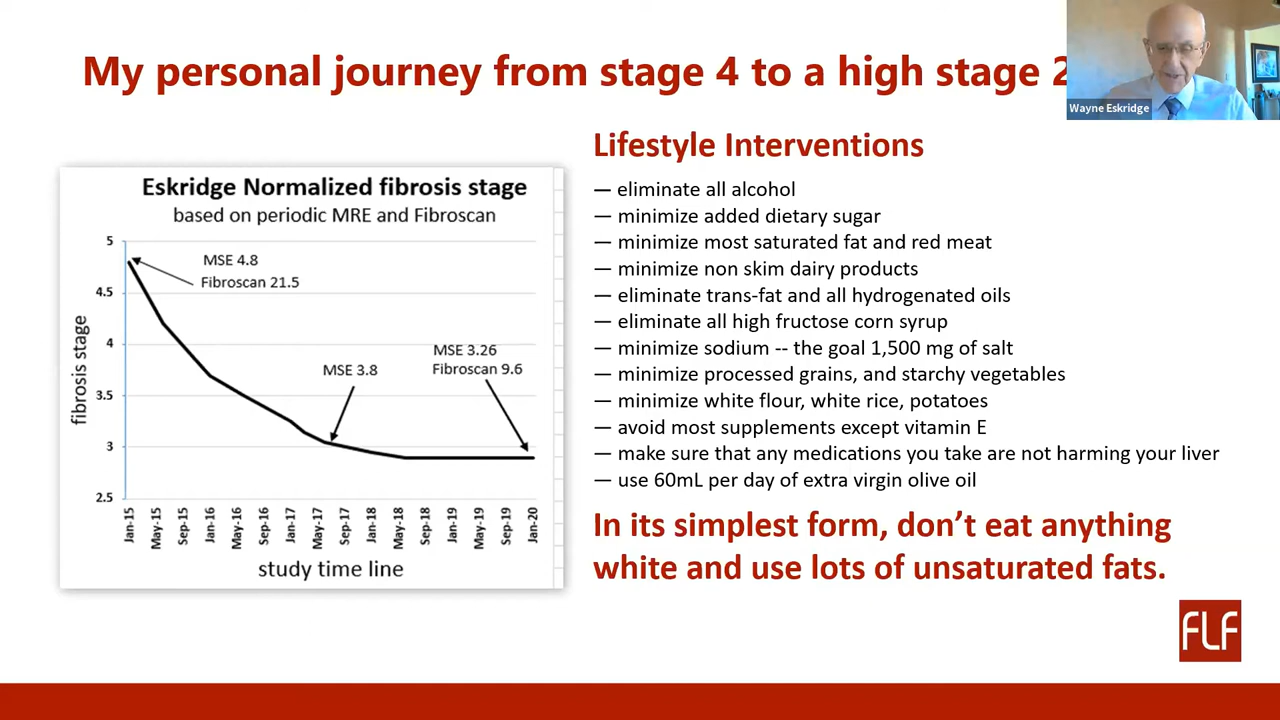 My personal journey from stage 4 to a high stage 2
Wayne Eskridge
Eskridge Normalized fibrosis stage
based on periodic MRE and Fibroscan
5
4.5
4
3.5
3
2.5
fibrosis stage
MSE 4.8
Fibroscan 21.5
MSE 3.8
MSE 3.26
Fibroscan 9.6
Jan-15
May-15
Sep-15
Jan-16
May-16
Sep-16
Jan-17
May-17
Sep-17
Jan-18
May-18
Sep-18
Jan-19
May-19
Sep-19
Jan-20
study time line
Lifestyle Interventions
— eliminate all alcohol
— minimize added dietary sugar
— minimize most saturated fat and red meat
— minimize non skim dairy products
— eliminate trans-fat and all hydrogenated oils
— eliminate all high fructose corn syrup
— minimize sodium -- the goal 1,500 mg of salt
— minimize processed grains, and starchy vegetables
— minimize white flour, white rice, potatoes
— avoid most supplements except vitamin E
— make sure that any medications you take are not harming your liver
— use 60mL per day of extra virgin olive oil
In its simplest form, don’t eat anything
white and use lots of unsaturated fats.
FLF